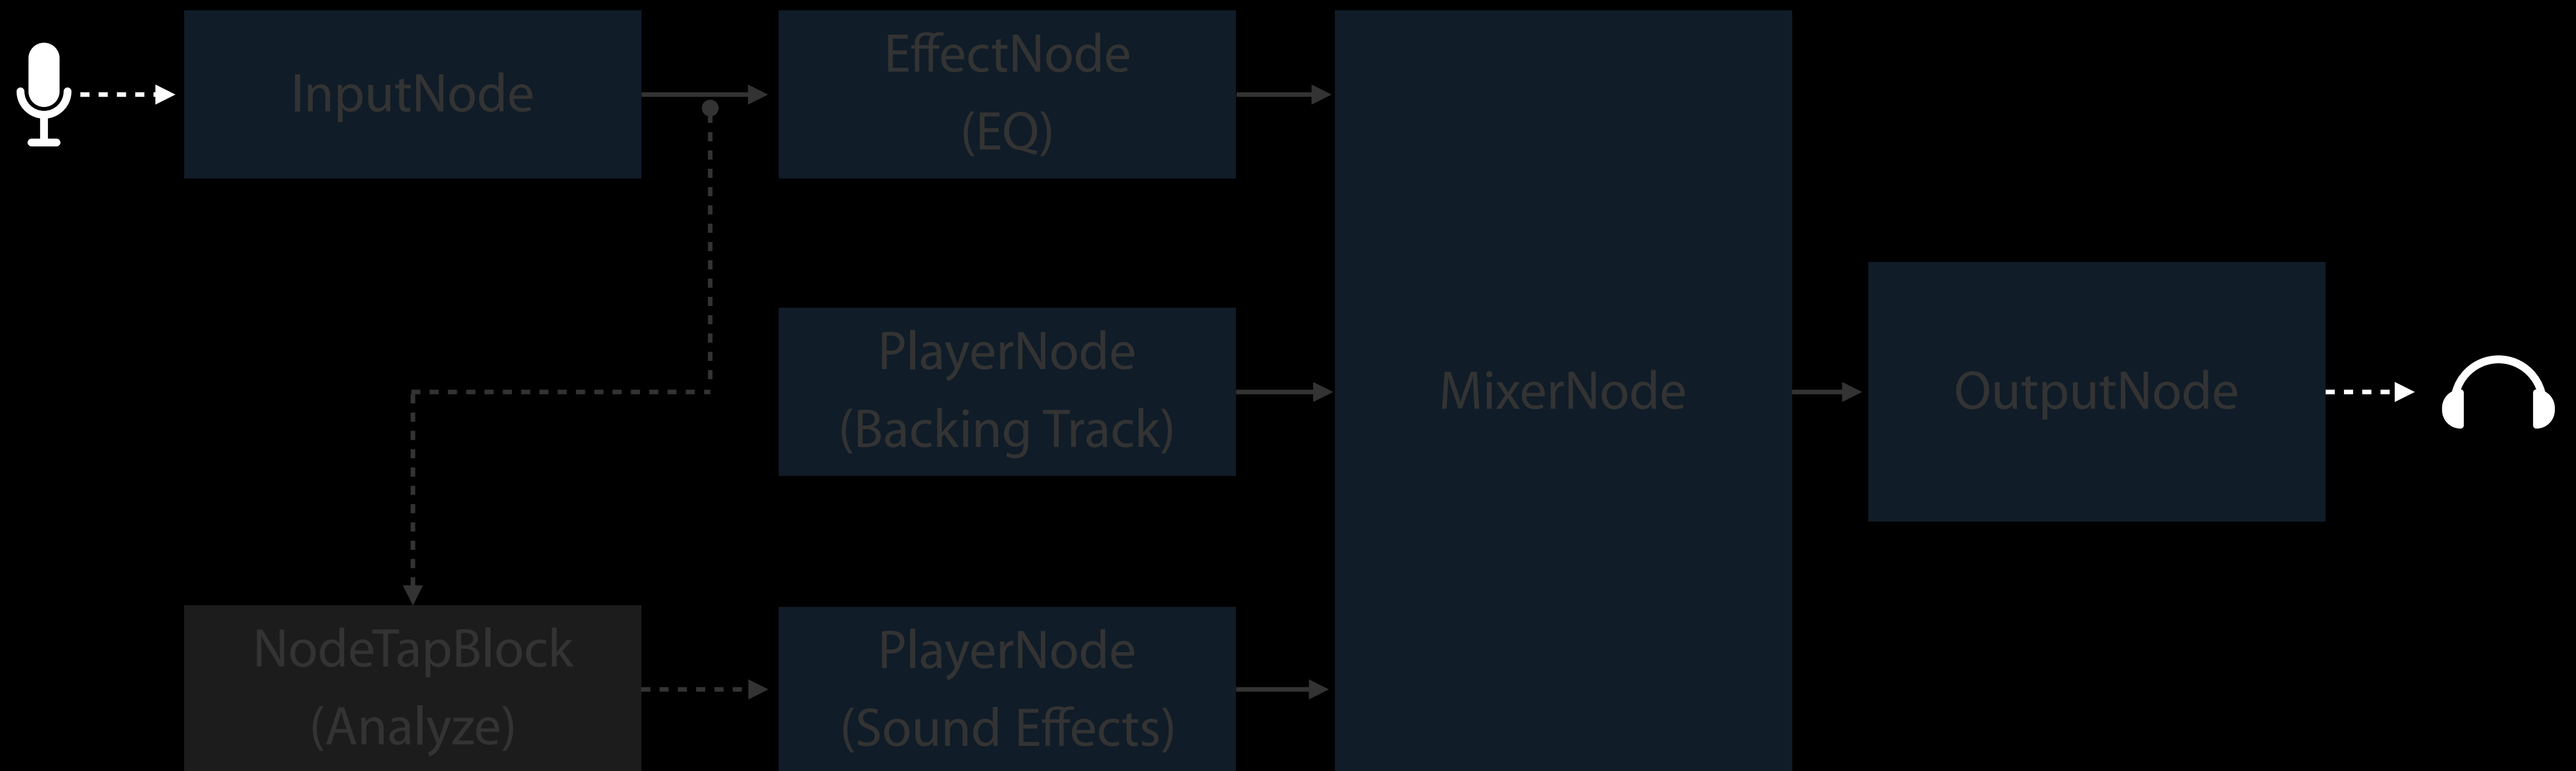 InputNode
EffectNode
(EQ)
PlayerNode
(Backing Track)
MixerNode
OutputNode
NodeTapBlock
(Analyze)
PlayerNode
(Sound Effects)